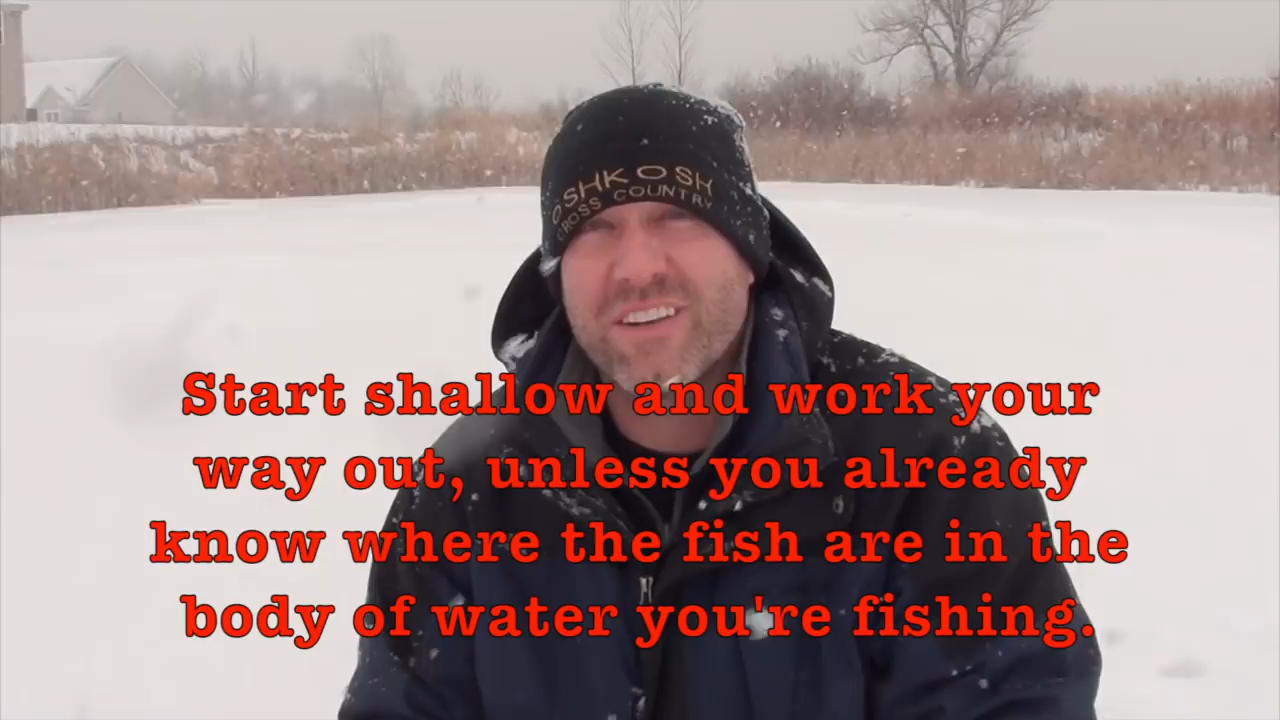 OSHKOSH
CROSS COUNTRY
Start shallow and work your
way out, unless you already
know where the fish are in the
body of water you're fishing.